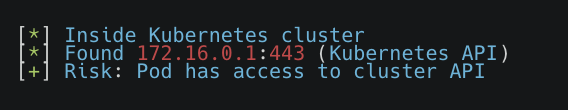 [*] Inside Kubernetes cluster
[*] Found 172.16.0.1:443 (Kubernetes API)
[+] Risk: Pod has access to cluster API